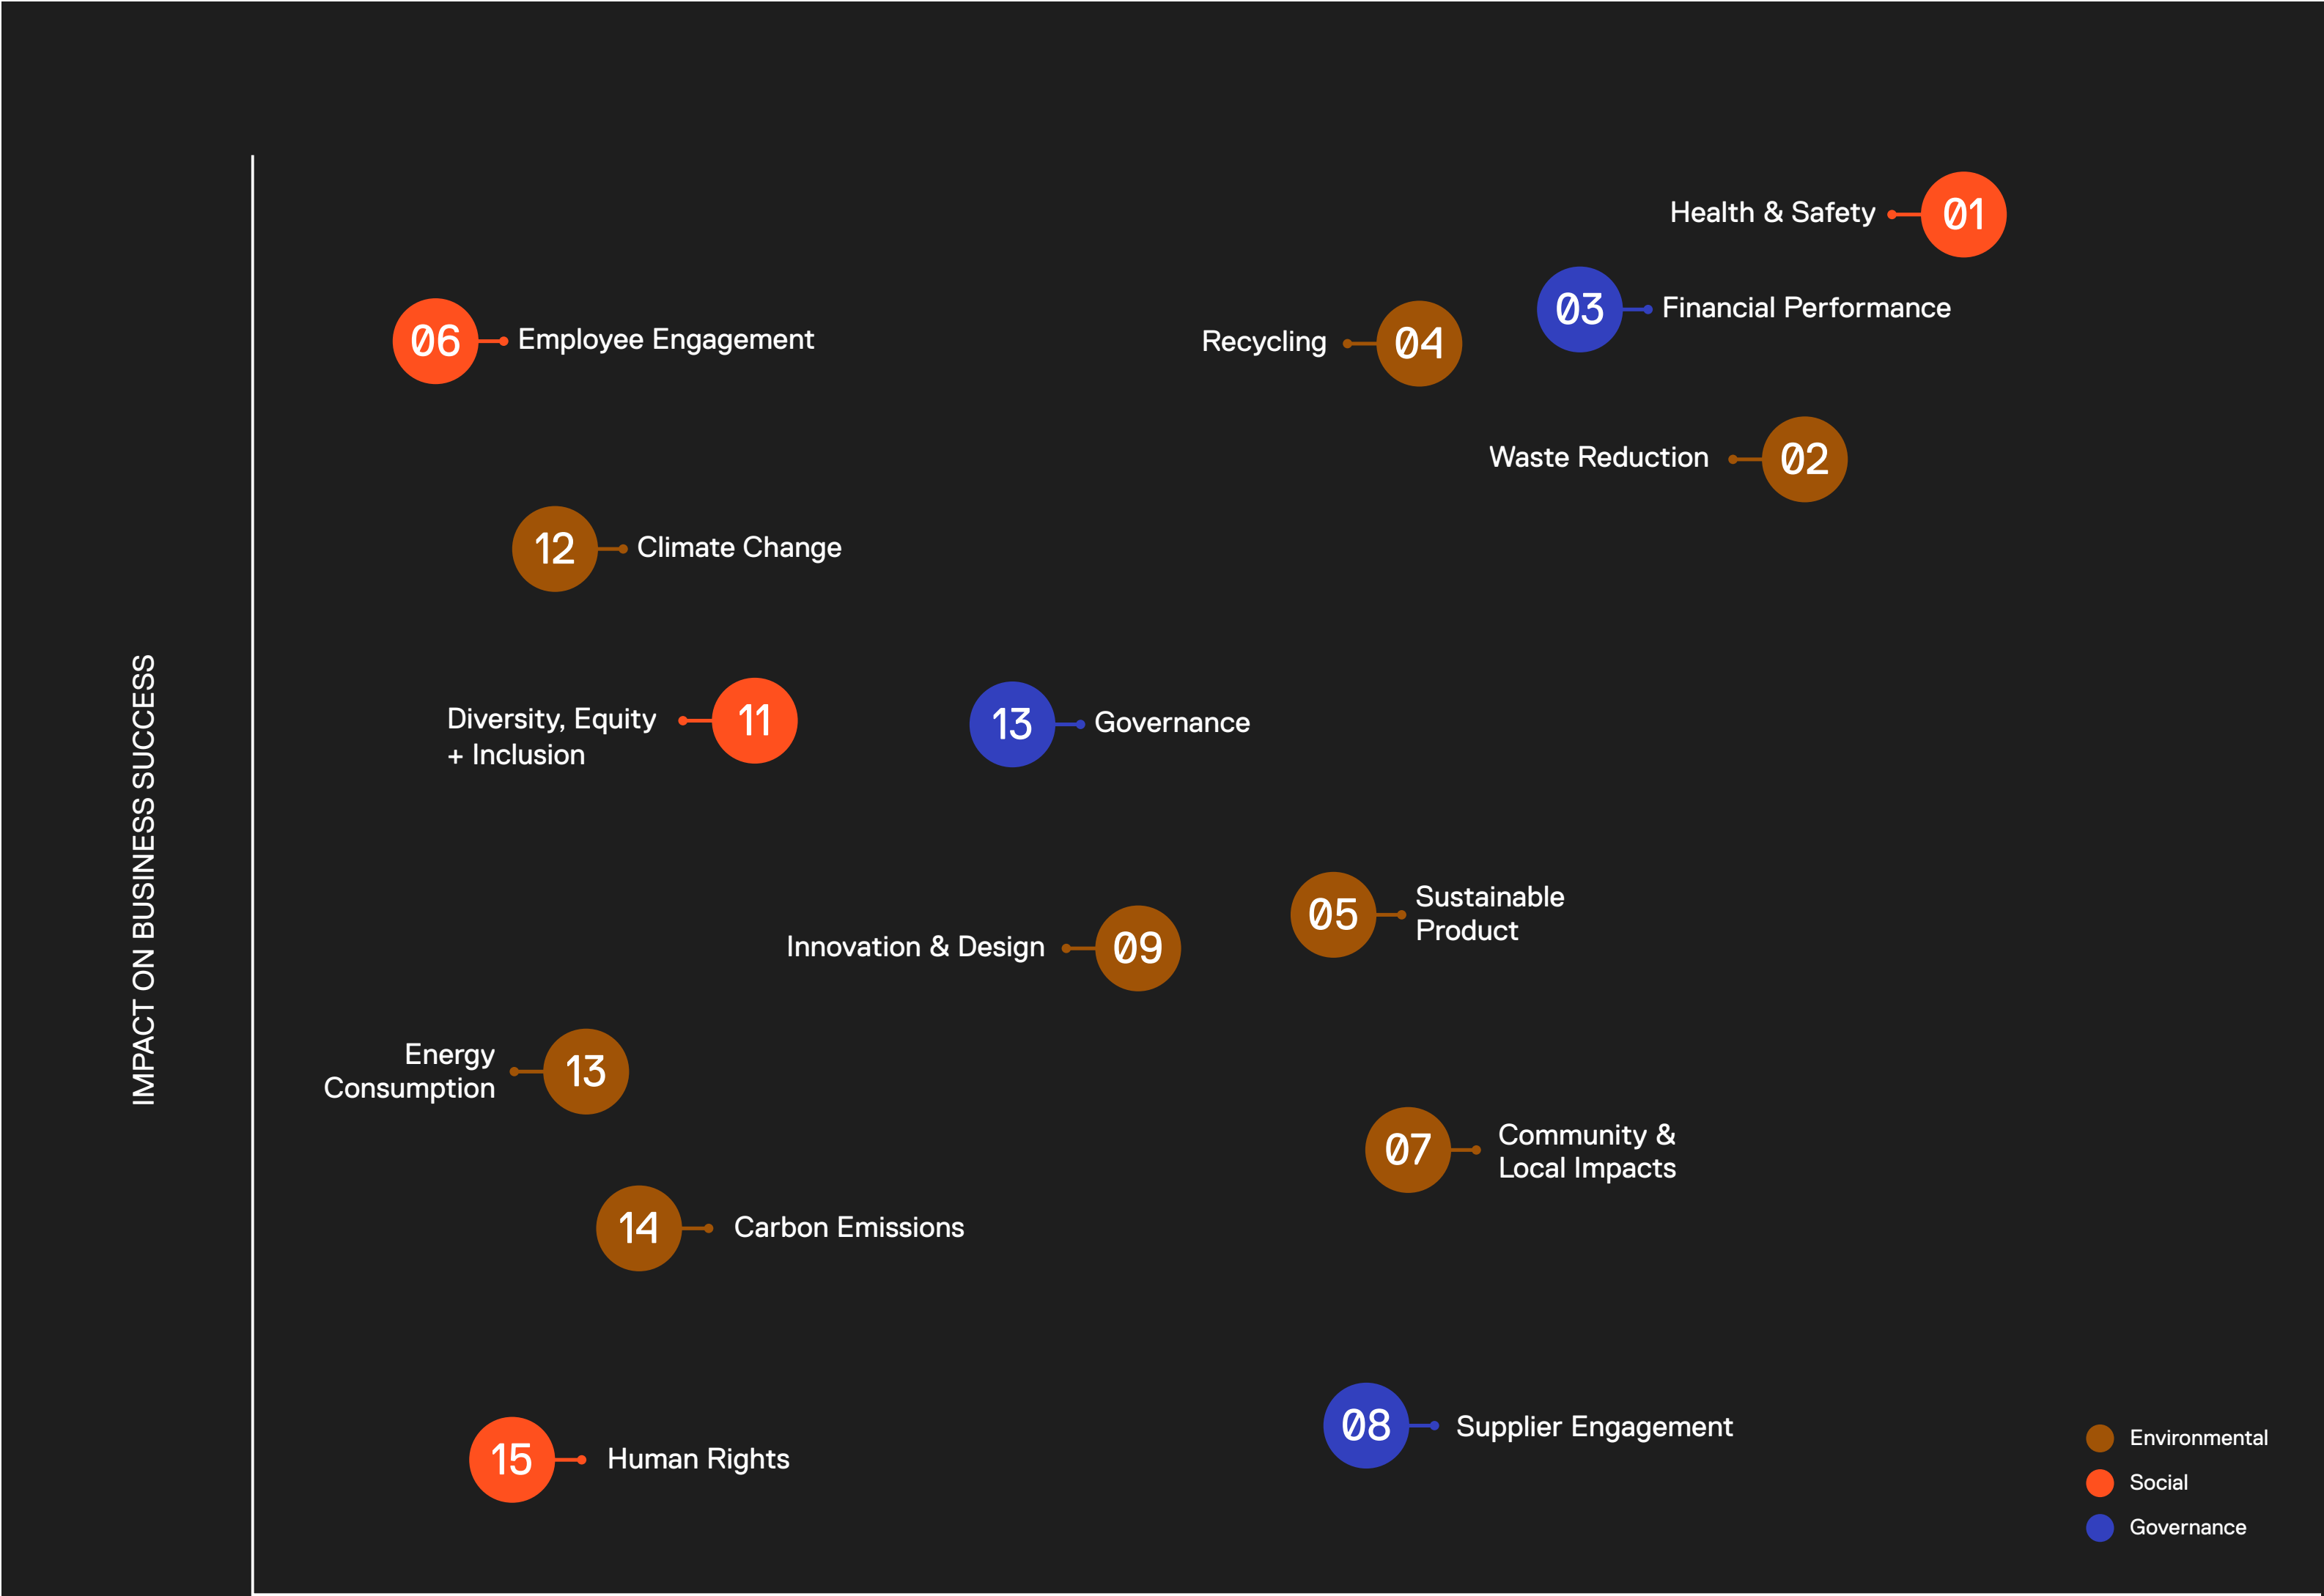 Health & Safety
01
03
Financial Performance
06
Employee Engagement
Recycling
04
Waste Reduction
02
12
Climate Change
Diversity, Equity
+ Inclusion
11
13
Governance
IMPACT ON BUSINESS SUCCESS
05
Sustainable
Product
Innovation & Design
09
Energy
Consumption
13
07
Community &
Local Impacts
14
Carbon Emissions
08
Supplier Engagement
15
Human Rights
Environmental
Social
Governance